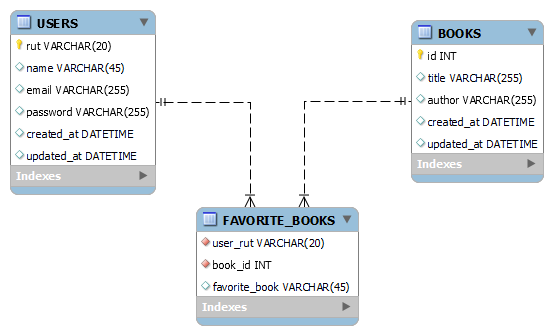 USERS
rut VARCHAR(20)
name VARCHAR(45)
email VARCHAR(255)
password VARCHAR(255)
created_at DATETIME
updated_at DATETIME
Indexes
BOOKS
id INT
title VARCHAR(255)
author VARCHAR(255)
created_at DATETIME
updated_at DATETIME
Indexes
FAVORITE_BOOKS
user_rut VARCHAR(20)
book_id INT
favorite_book VARCHAR(45)
Indexes